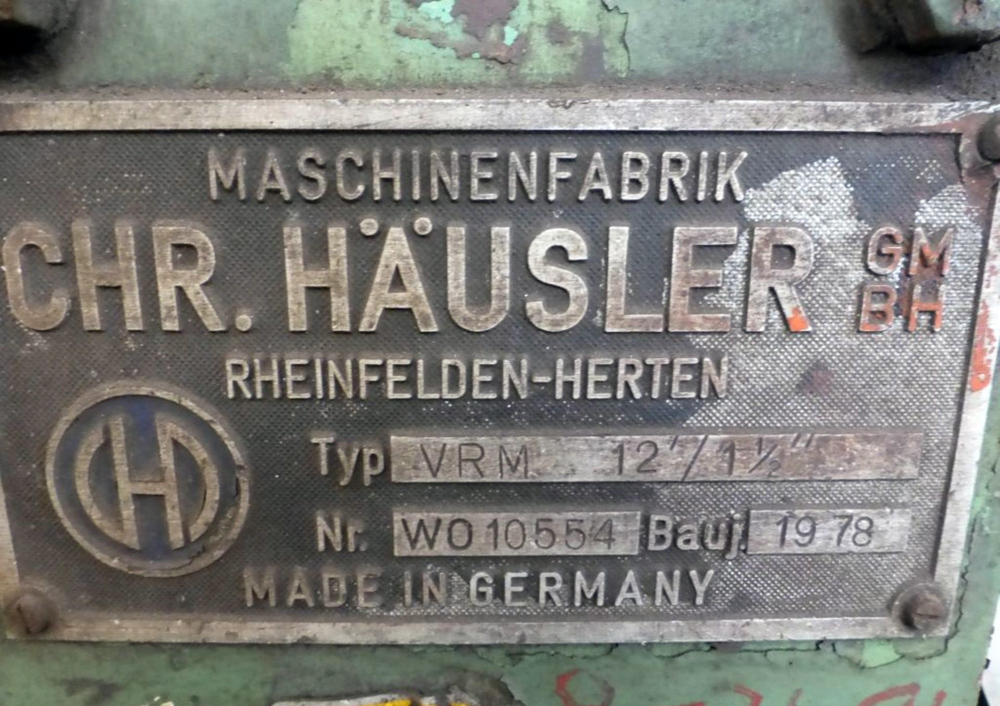 MASCHINENFABRIK
CHR. HÄUSLER GMBH
RHEINFELDEN-HERTEN
Typ VRM 12'/1½"
Nr. WO 10554 Bauj. 1978
MADE IN GERMANY